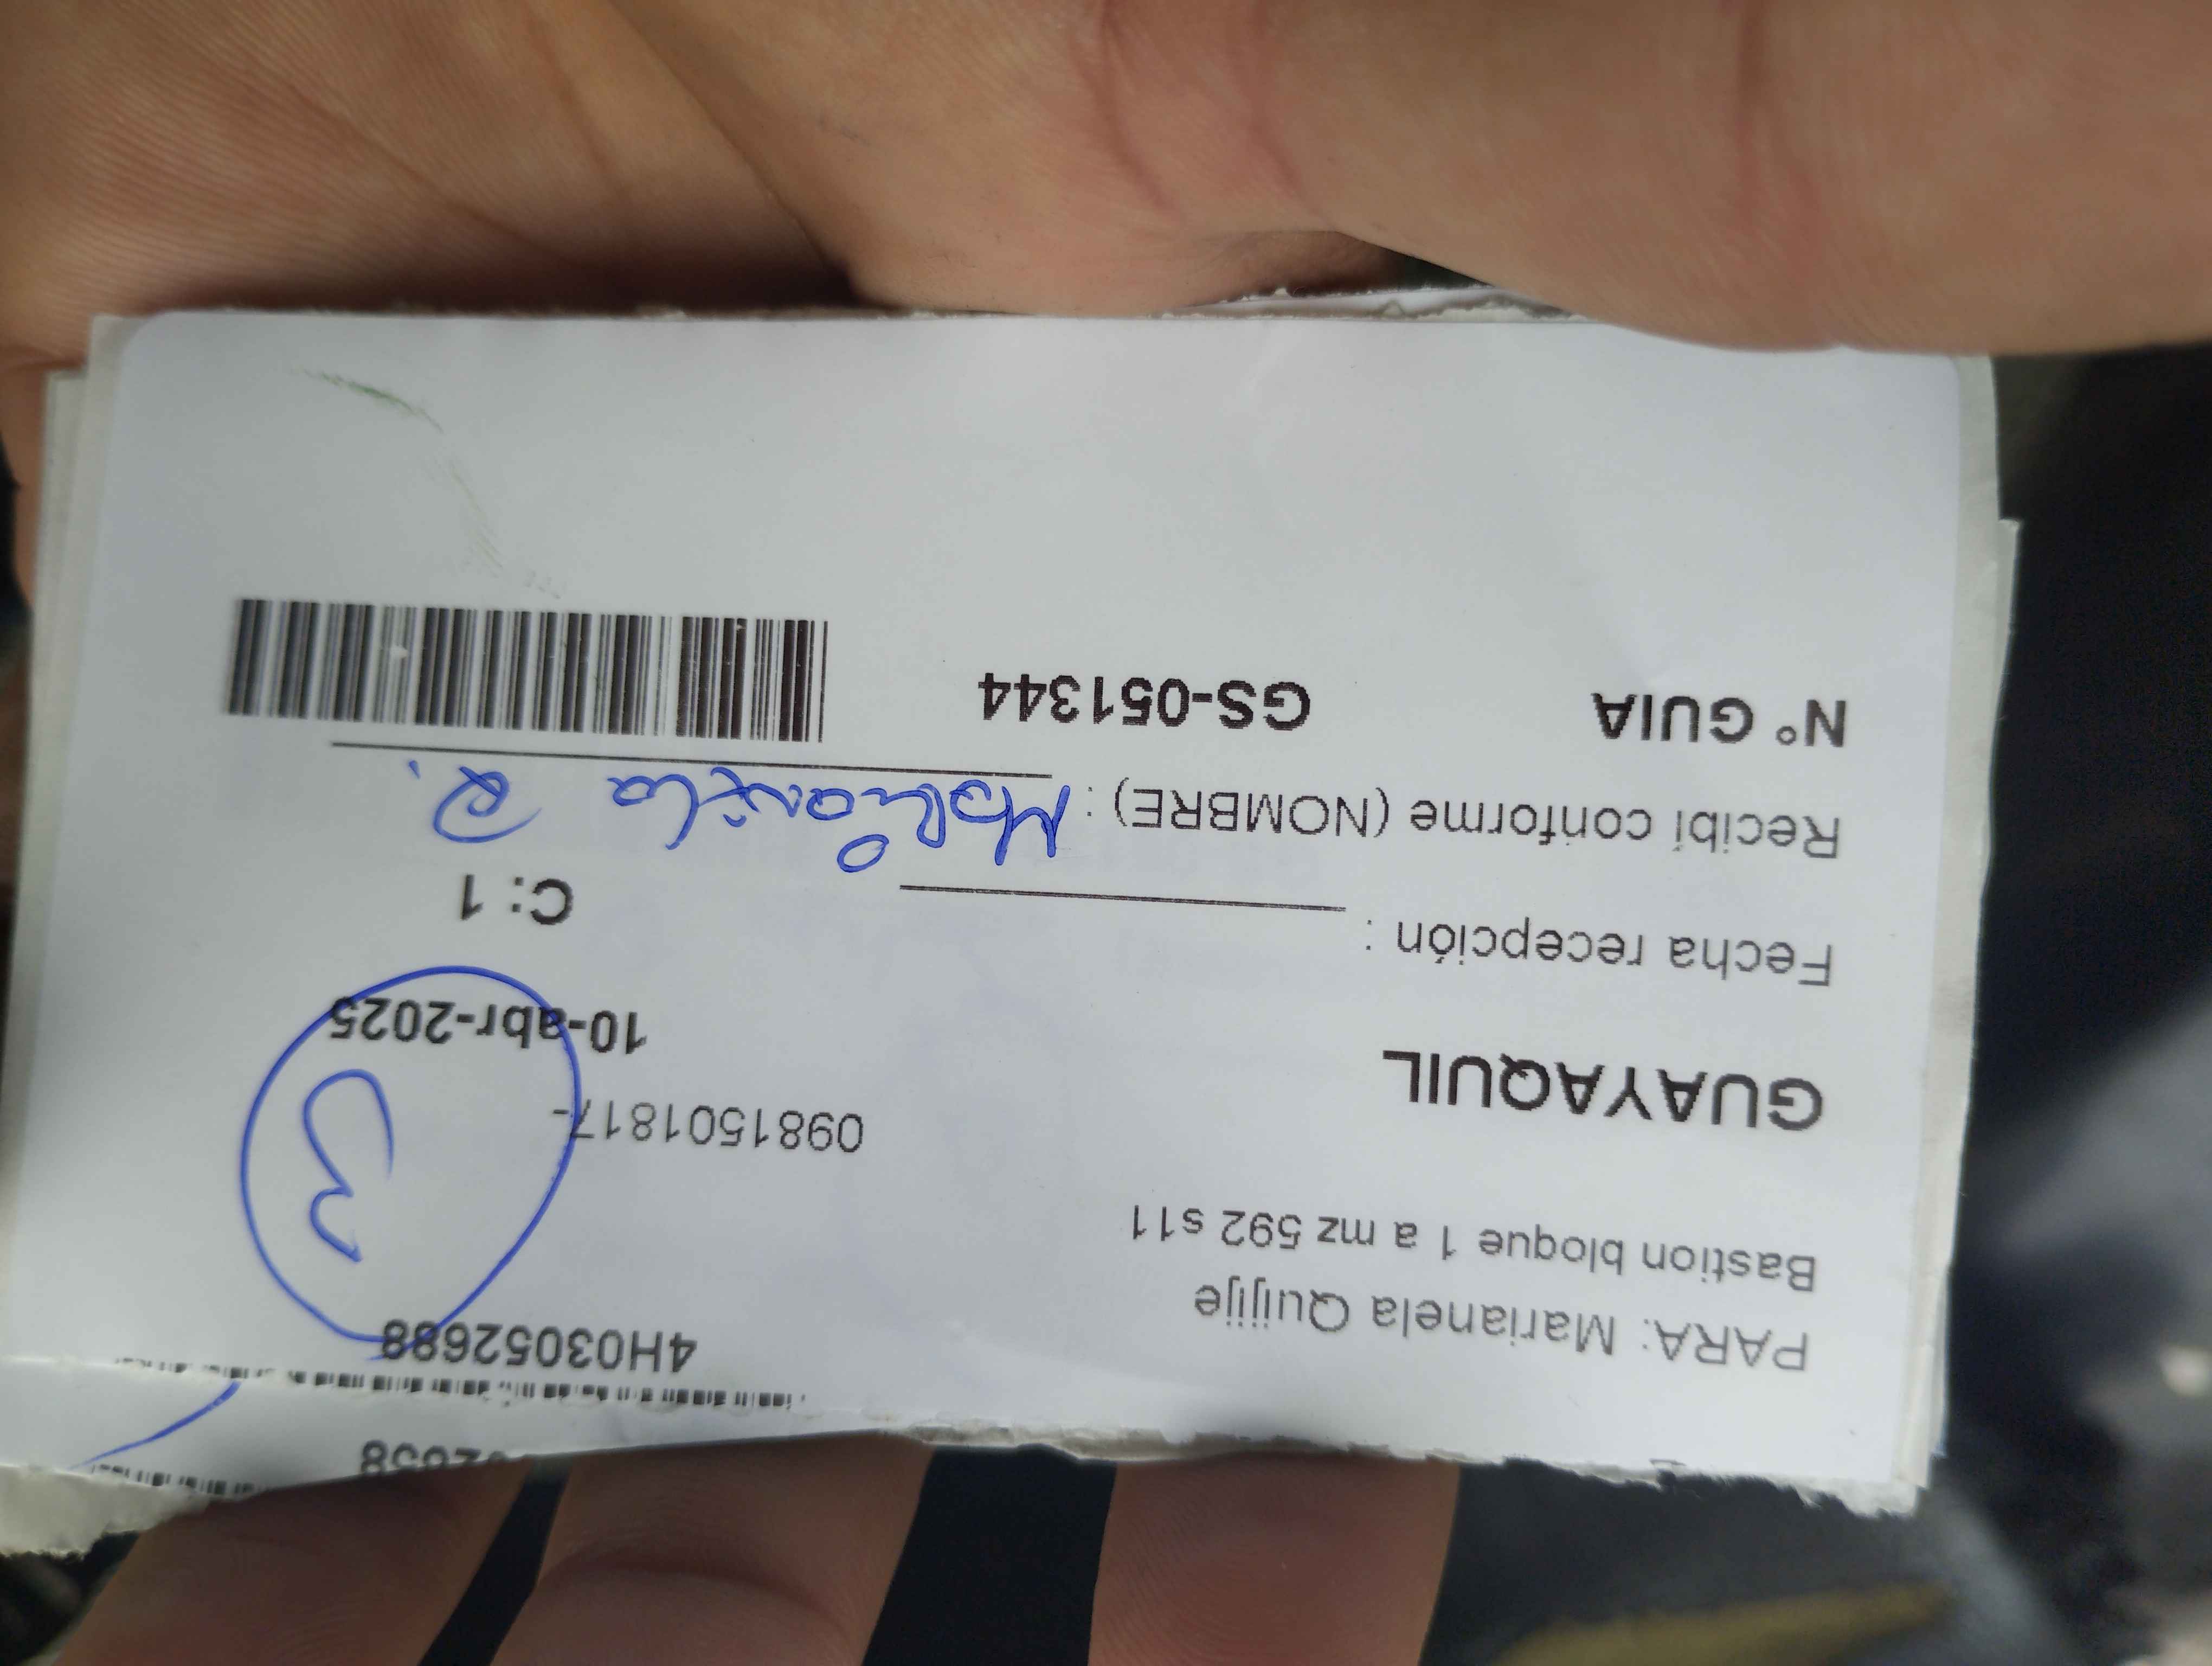 4H03052688
PARA: Marianela Quijije
Bastion bloque 1 a mz 592 s11
0981501817-
GUAYAQUIL
10-abr-2025
3
Fecha recepción :
C: 1
Recibí conforme (NOMBRE) : Marianela Q.
N° GUIA GS-051344